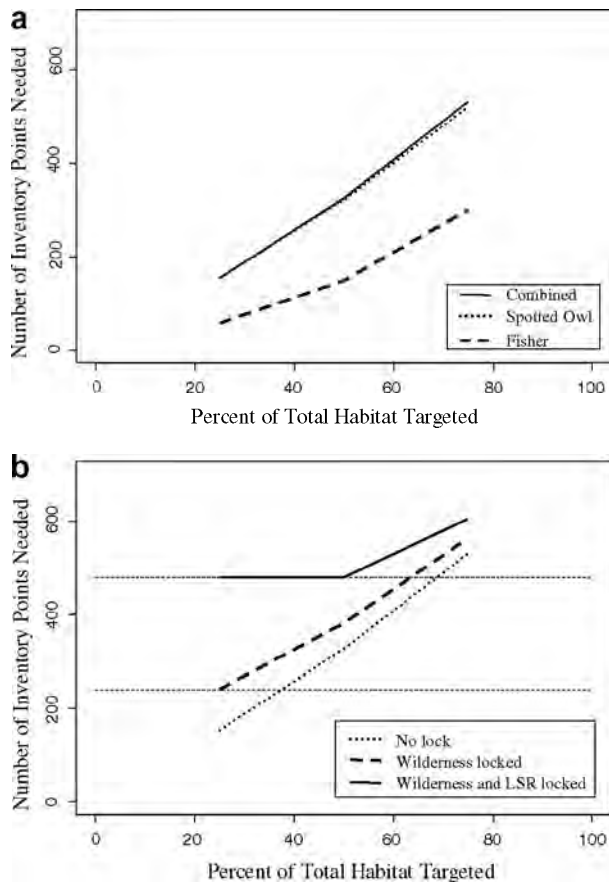 a
Number of Inventory Points Needed
600
400
200
0
0 20 40 60 80 100
Percent of Total Habitat Targeted
Combined
Spotted Owl
Fisher
b
Number of Inventory Points Needed
600
400
200
0
0 20 40 60 80 100
Percent of Total Habitat Targeted
No lock
Wilderness locked
Wilderness and LSR locked